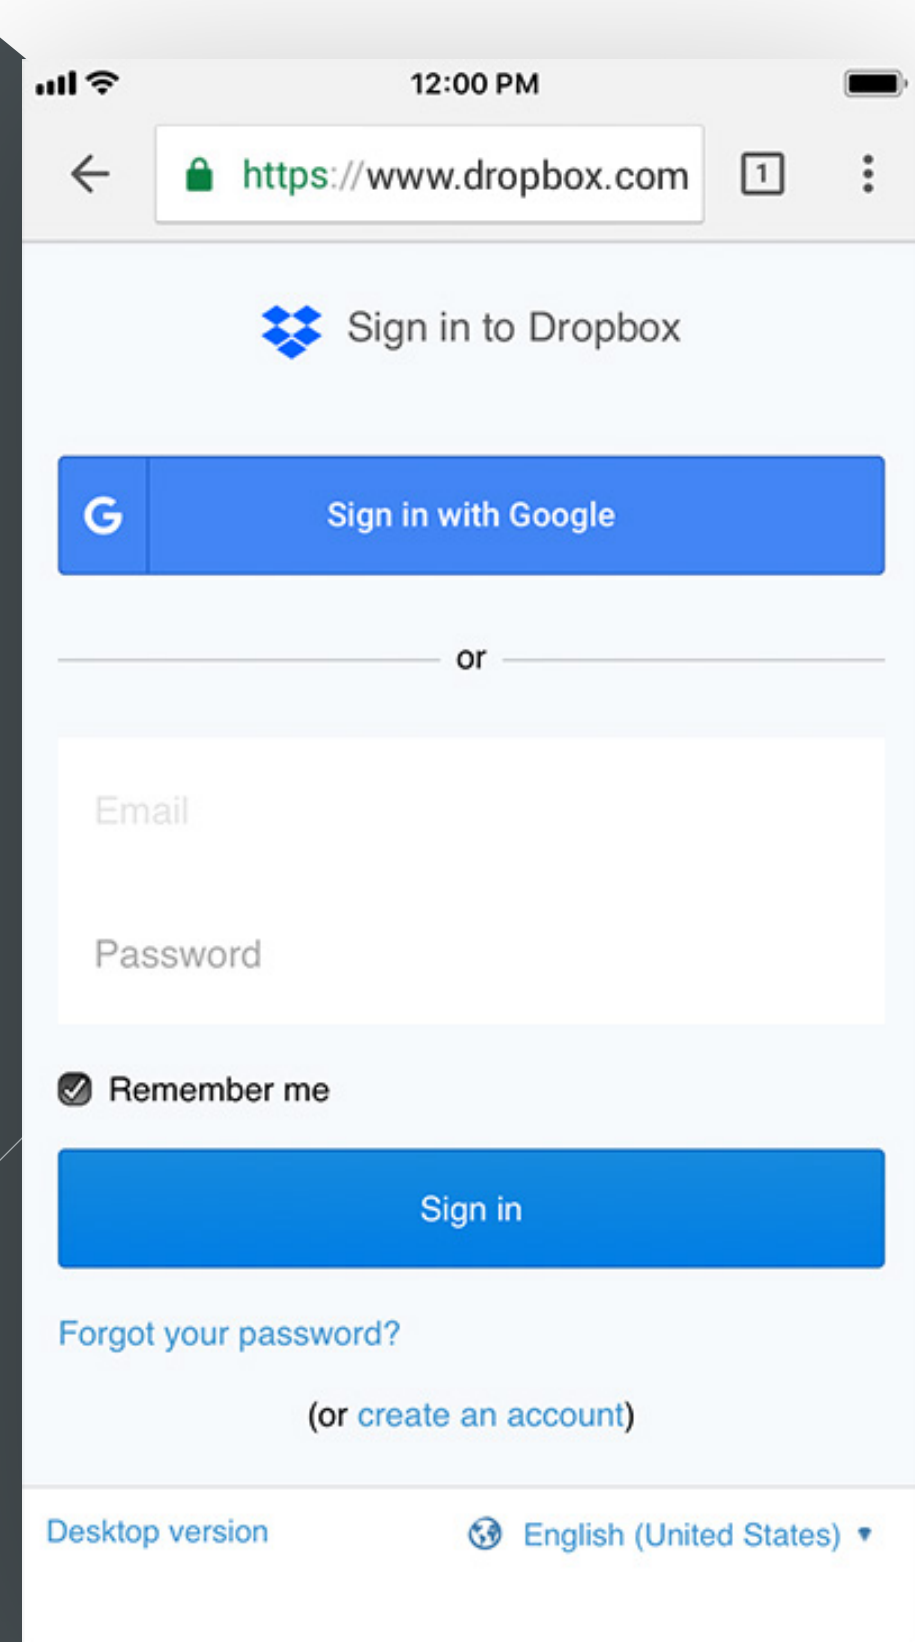 12:00 PM
https://www.dropbox.com
1
Sign in to Dropbox
G
Sign in with Google
or
Email
Password
Remember me
Sign in
Forgot your password?
(or create an account)
Desktop version
English (United States)